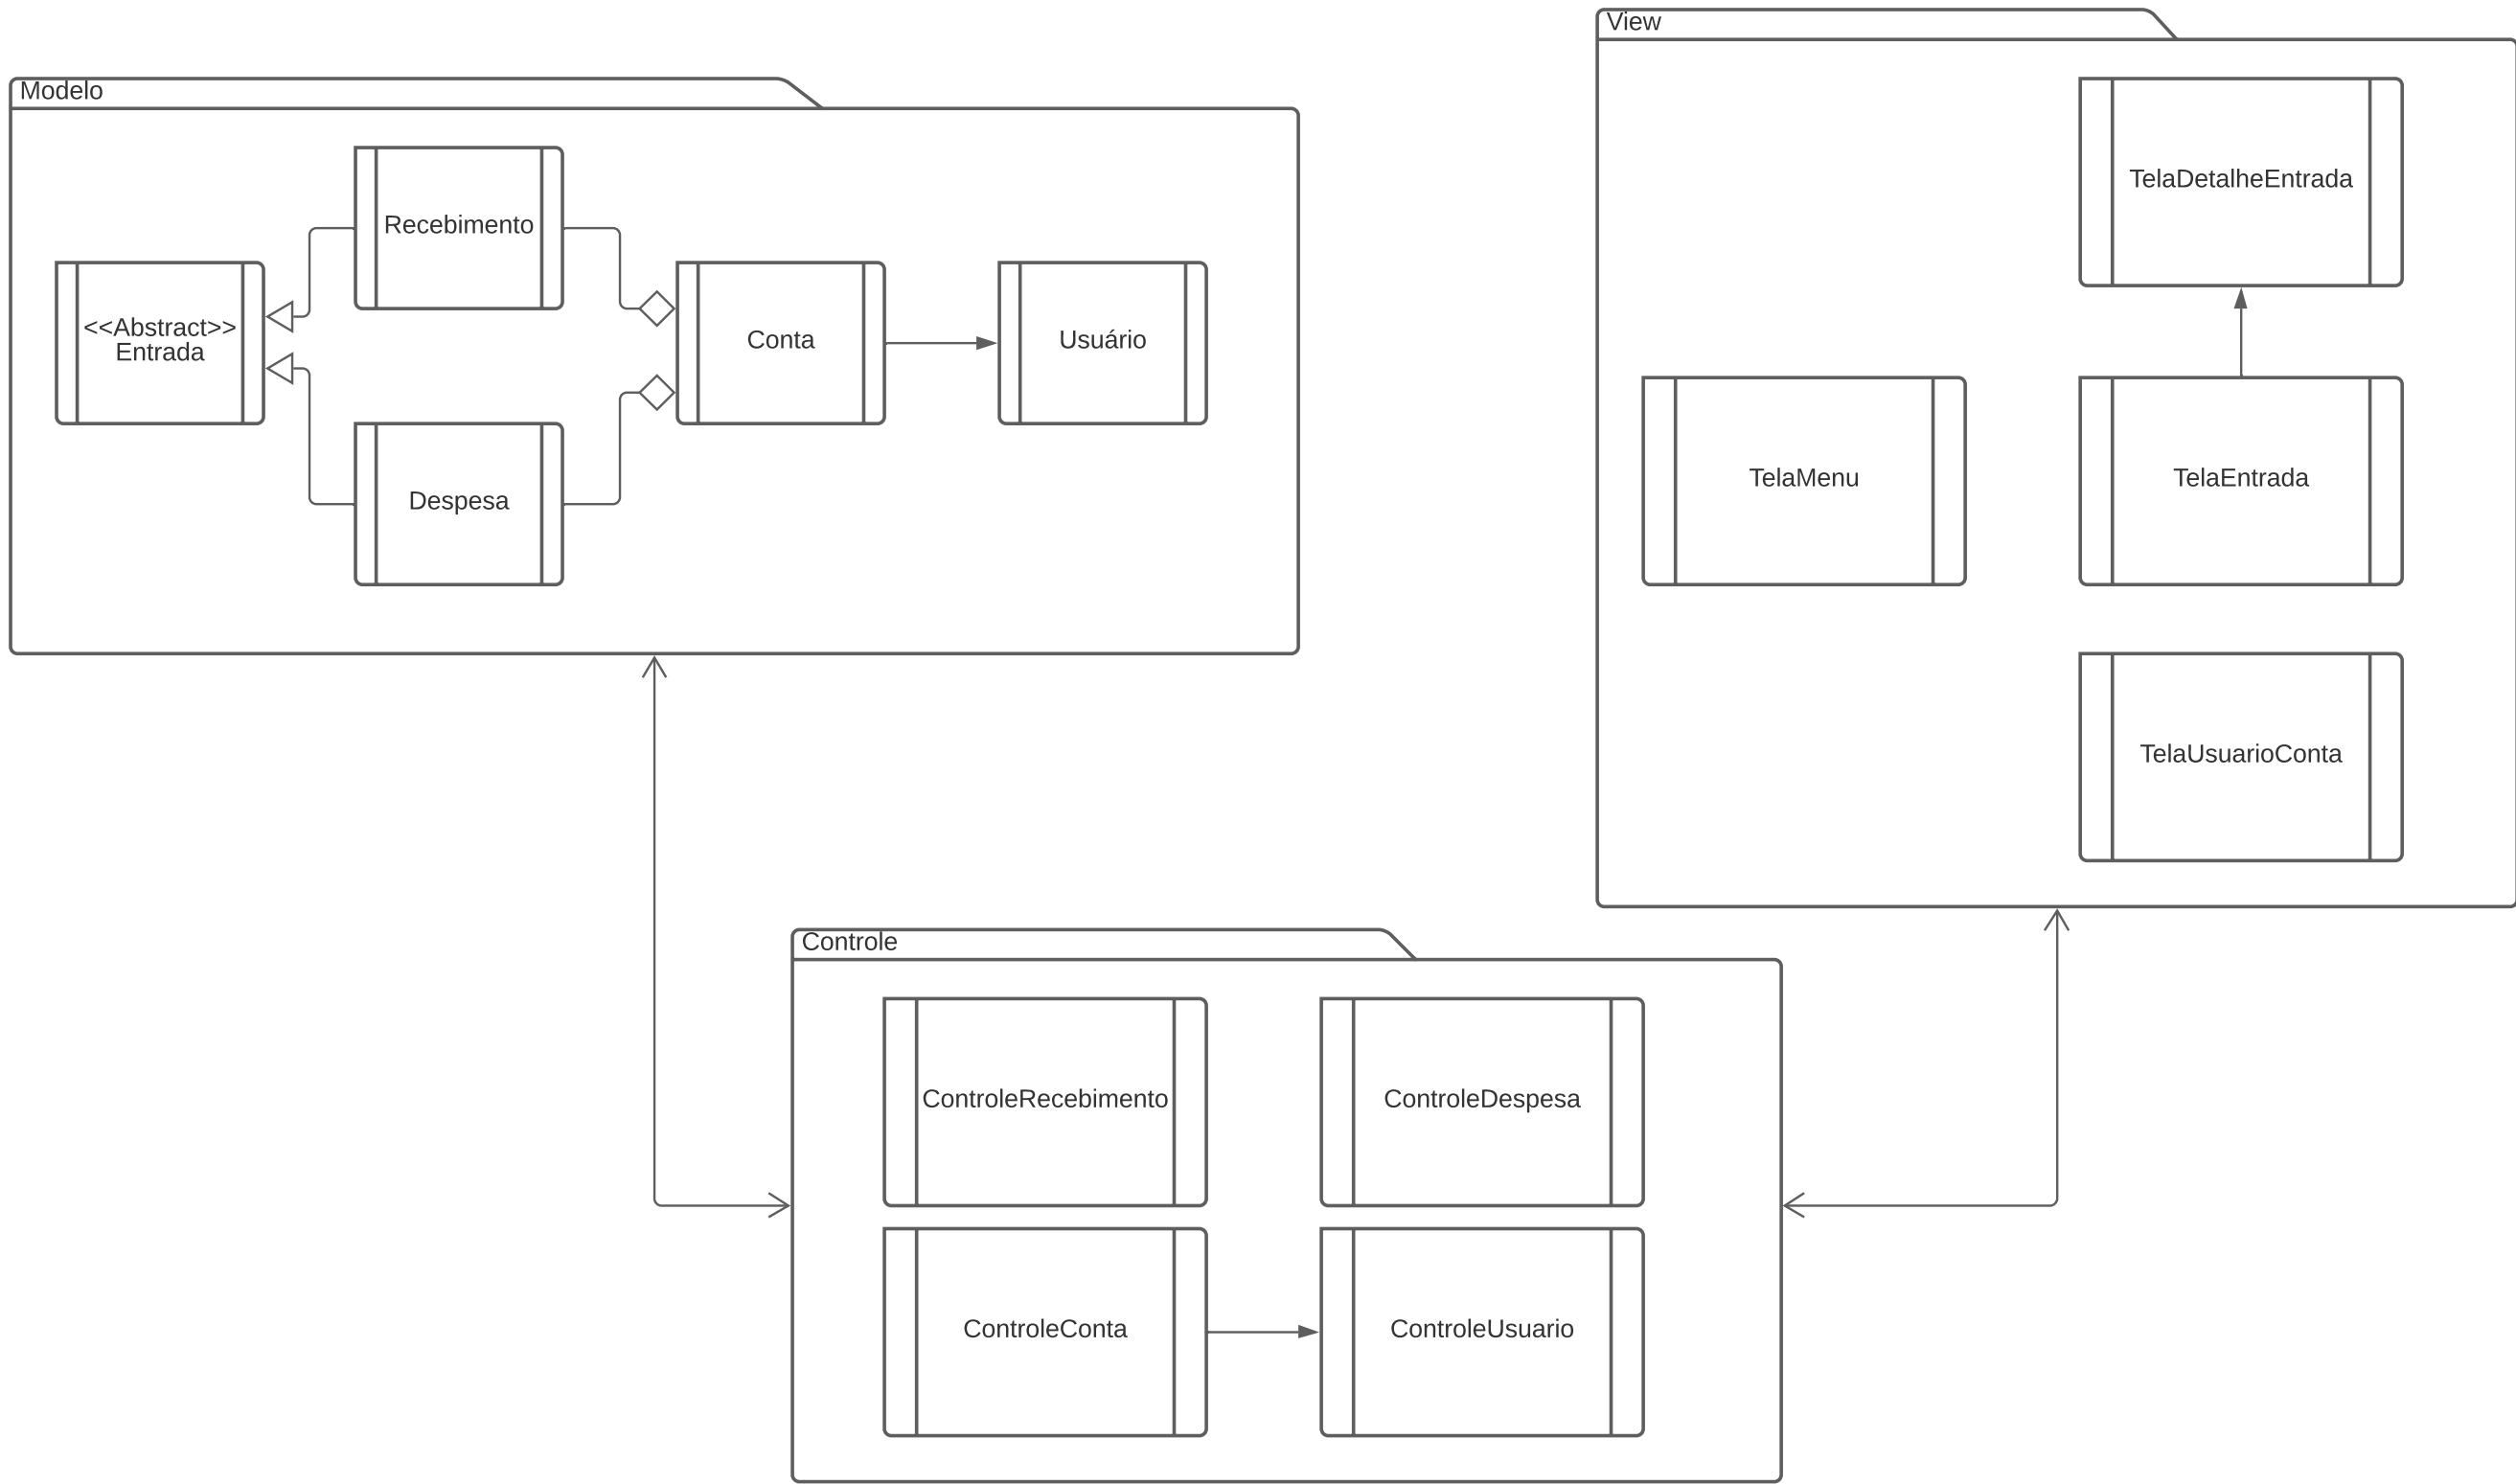 View
Modelo
TelaDetalheEntrada
Recebimento
<<Abstract>>
Entrada
Conta
Usuário
Despesa
TelaMenu
TelaEntrada
TelaUsuarioConta
Controle
ControleRecebimento
ControleDespesa
ControleConta
ControleUsuario